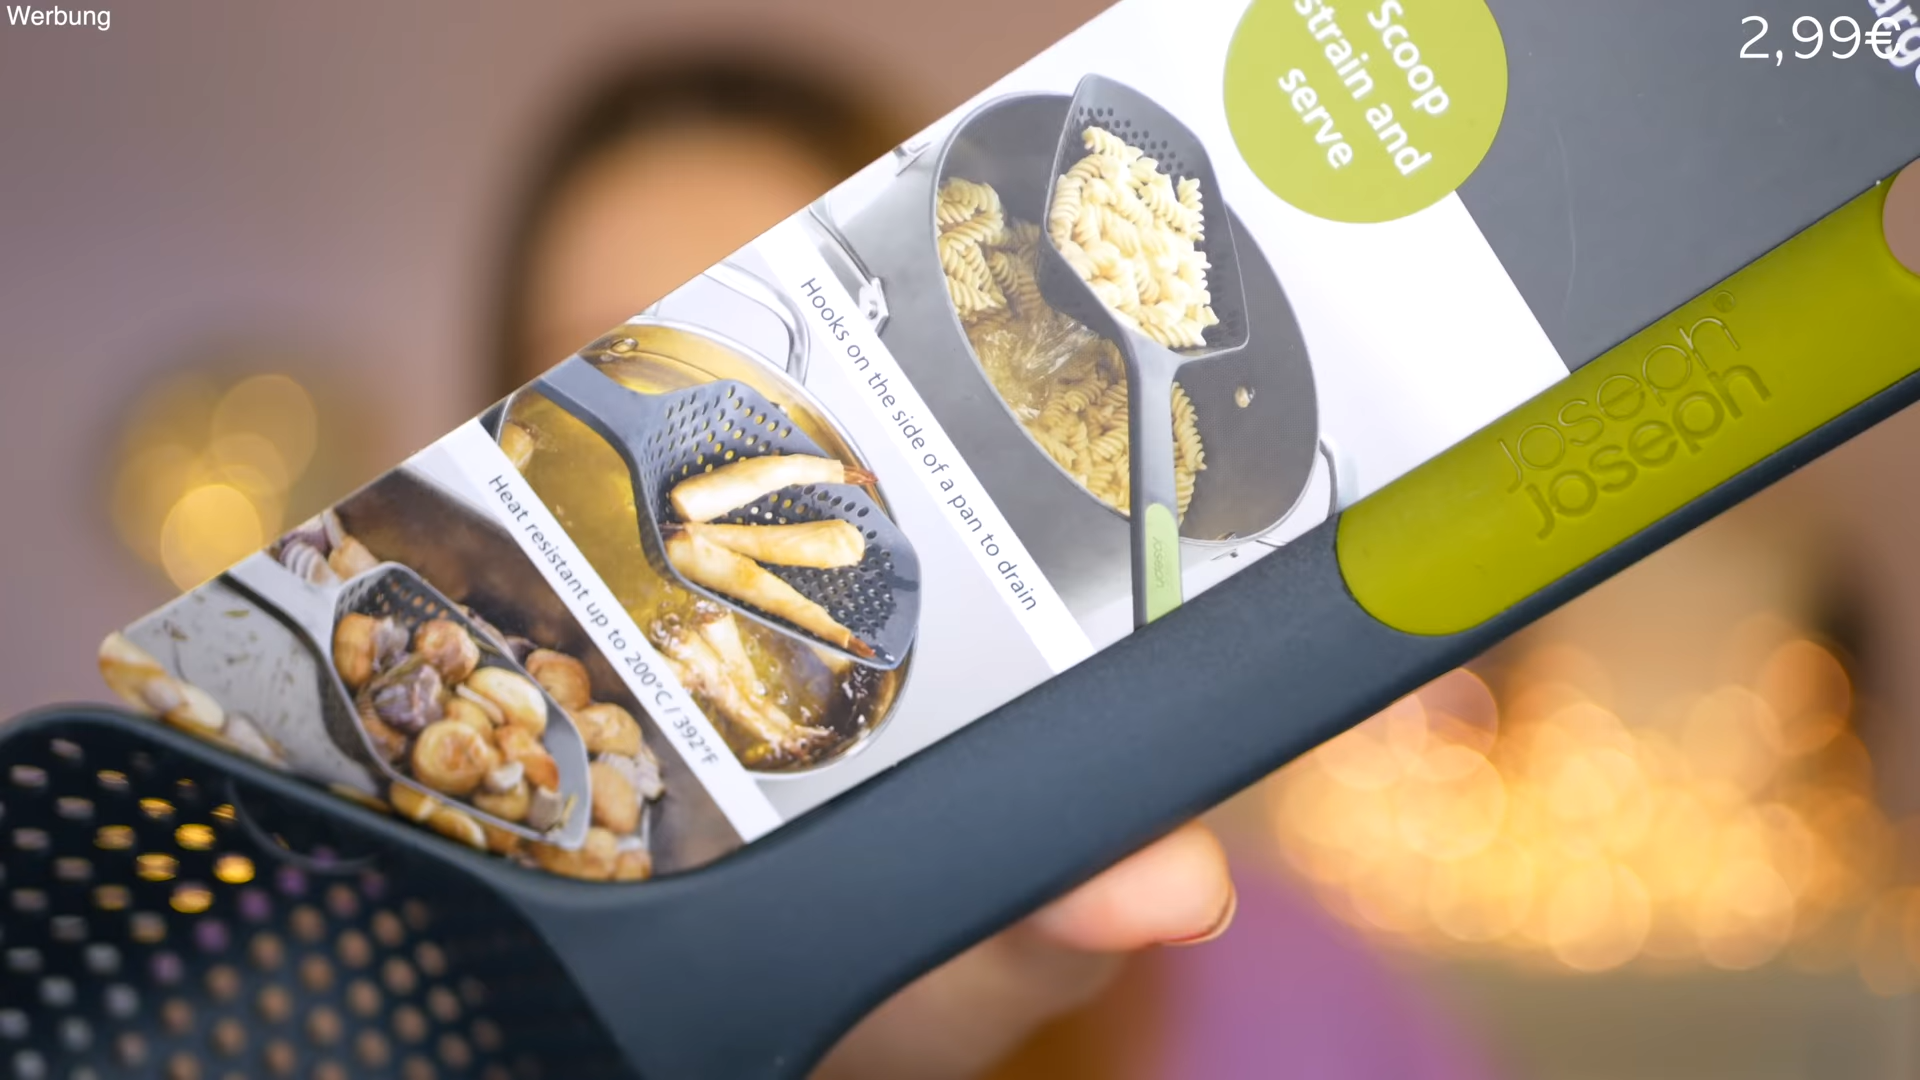 Werbung
2,99€
Scoop
strain and
serve
Hooks on the side of a pan to drain
Heat resistant up to 200°C / 392°F
joseph
joseph
joseph